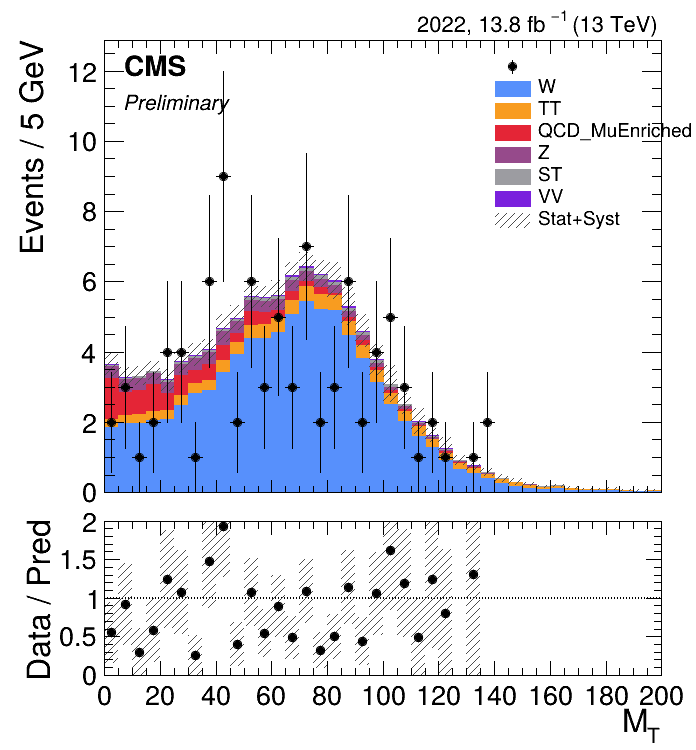 2022, 13.8 fb⁻¹ (13 TeV)
Events / 5 GeV
12
10
8
6
4
2
0
CMS
Preliminary
W
TT
QCD_MuEnriched
Z
ST
VV
Stat+Syst
Data / Pred
2
1.5
1
0.5
0
0 20 40 60 80 100 120 140 160 180 200
M_T